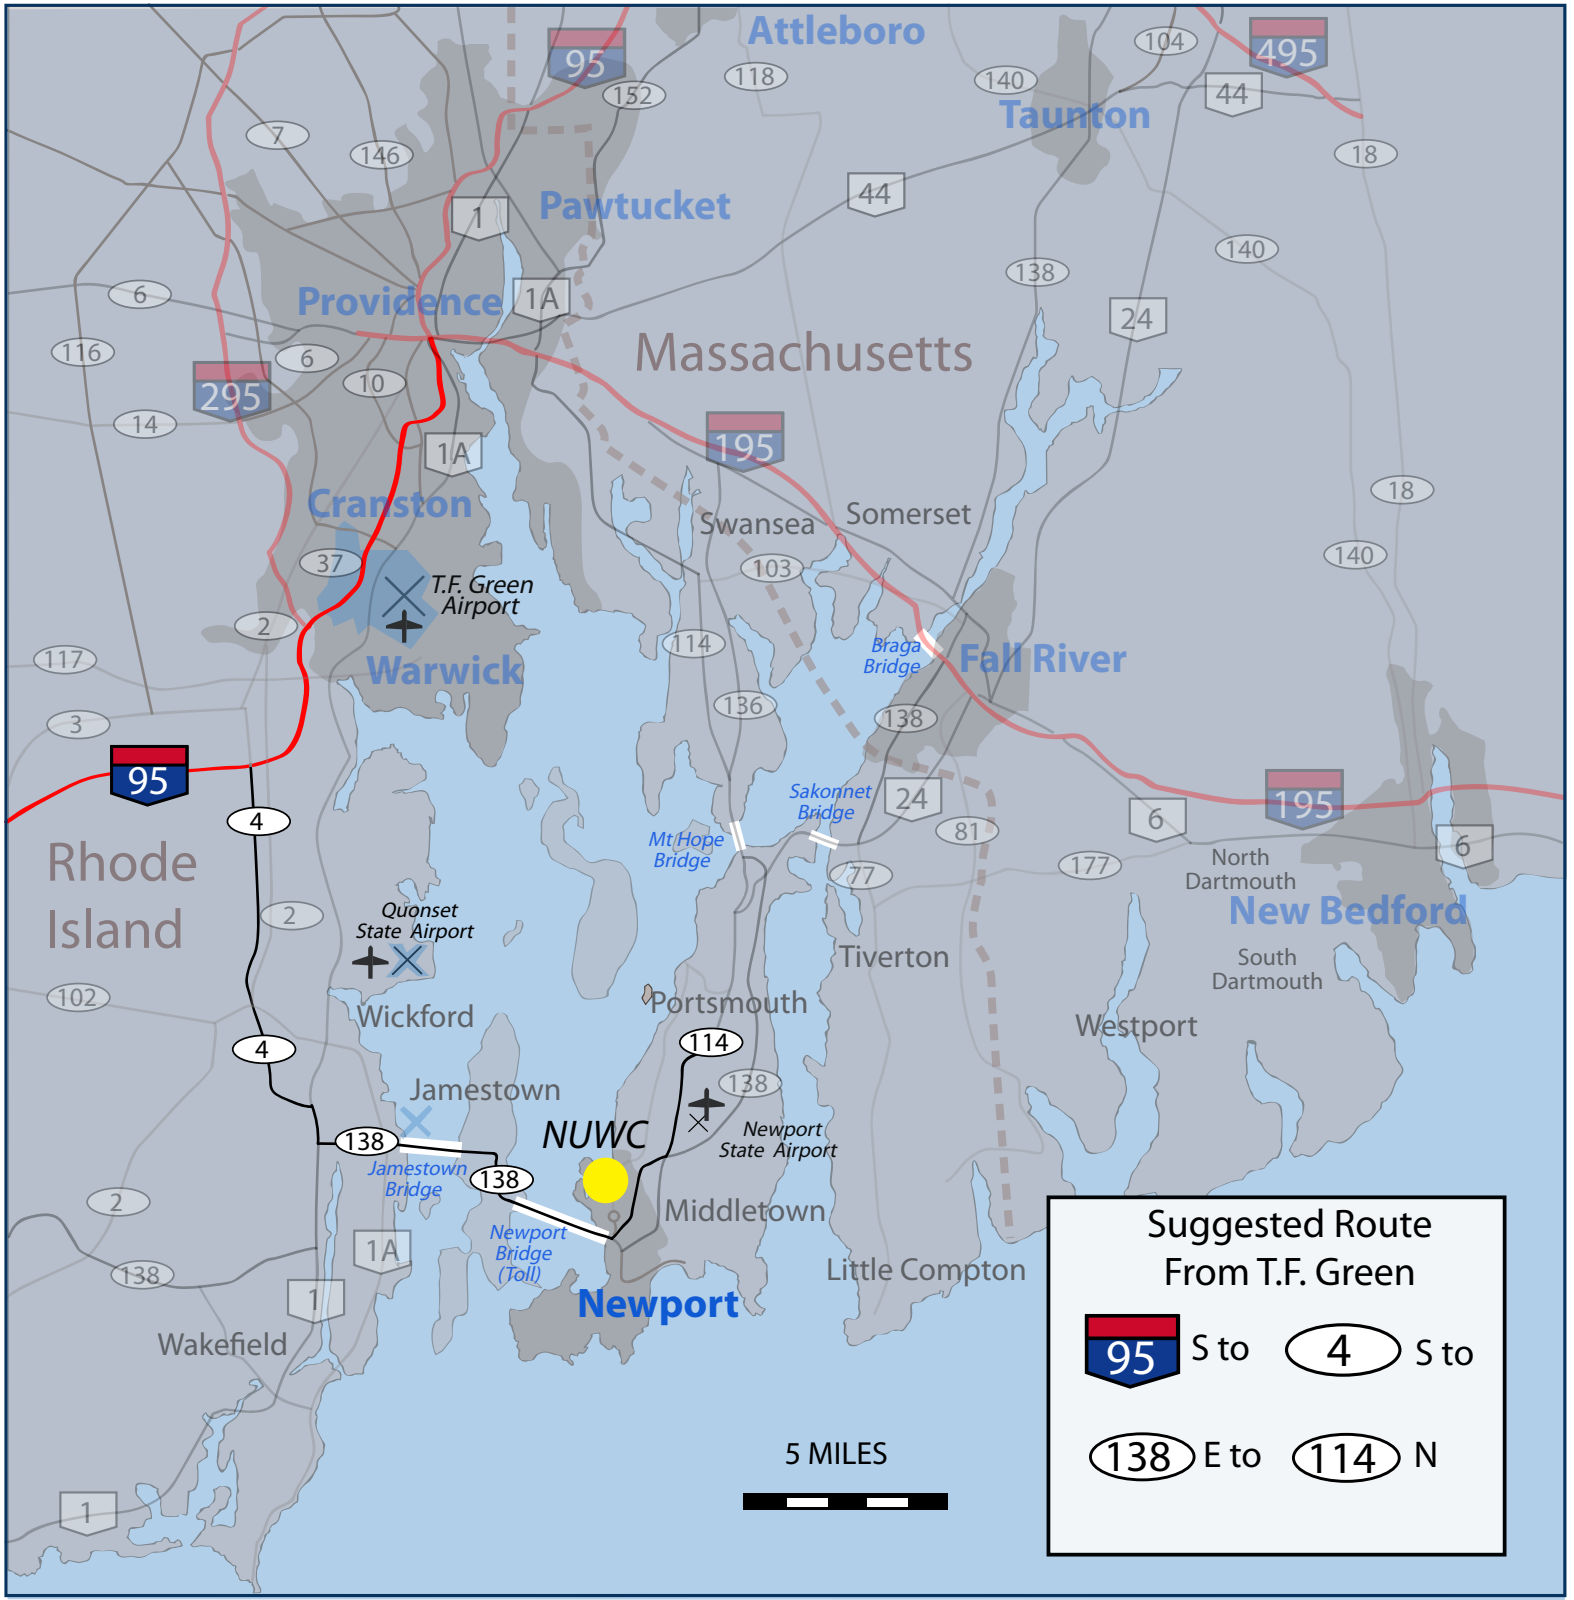 Attleboro
95
495
104
118
140
152
44
Taunton
7
146
18
44
1
Pawtucket
140
138
6
Providence
1A
24
116
6
Massachusetts
10
295
14
195
1A
18
Cranston
Swansea
Somerset
37
103
140
T.F. Green
Airport
2
117
114
Braga
Bridge
Fall River
Warwick
136
138
3
95
Sakonnet
Bridge
24
195
4
Mt Hope
Bridge
81
6
6
Rhode
Island
77
177
North
Dartmouth
2
Quonset
State Airport
New Bedford
Tiverton
South
Dartmouth
102
Wickford
Portsmouth
Westport
4
114
138
Jamestown
NUWC
Newport
State Airport
138
Jamestown
Bridge
138
2
Middletown
1A
Newport
Bridge
(Toll)
138
Little Compton
1
Newport
Wakefield
1
Suggested Route
From T.F. Green
95 S to 4 S to
138 E to 114 N
5 MILES